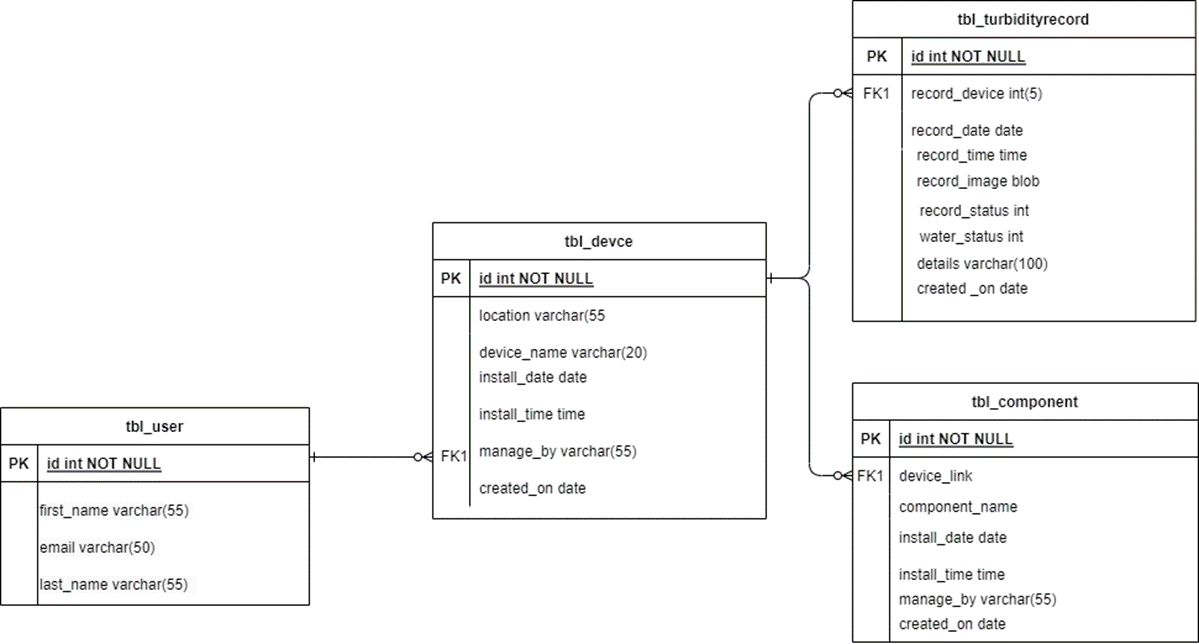 tbl_turbidityrecord
PK id int NOT NULL
FK1 record_device int(5)
record_date date
record_time time
record_image blob
record_status int
water_status int
details varchar(100)
created _on date
tbl_devce
PK id int NOT NULL
location varchar(55
device_name varchar(20)
install_date date
install_time time
FK1 manage_by varchar(55)
created_on date
tbl_user
PK id int NOT NULL
first_name varchar(55)
email varchar(50)
last_name varchar(55)
tbl_component
PK id int NOT NULL
FK1 device_link
component_name
install_date date
install_time time
manage_by varchar(55)
created_on date